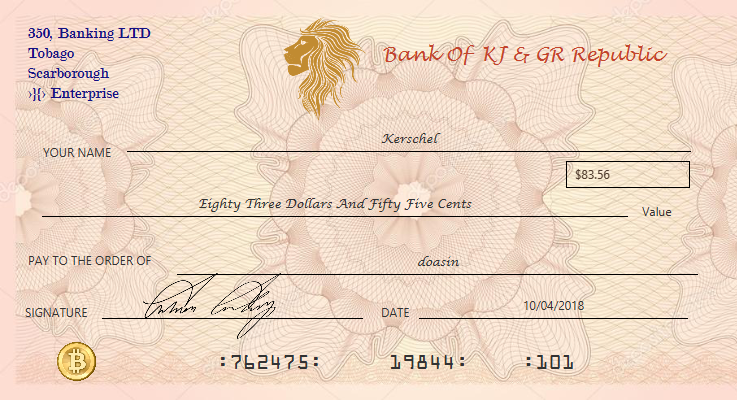 350, Banking LTD
Tobago
Scarborough
›}{› Enterprise
Bank Of KJ & GR Republic
YOUR NAME Kerschel
$83.56
Eighty Three Dollars And Fifty Five Cents Value
PAY TO THE ORDER OF doasin
SIGNATURE DATE 10/04/2018
:762475: 19844: :101